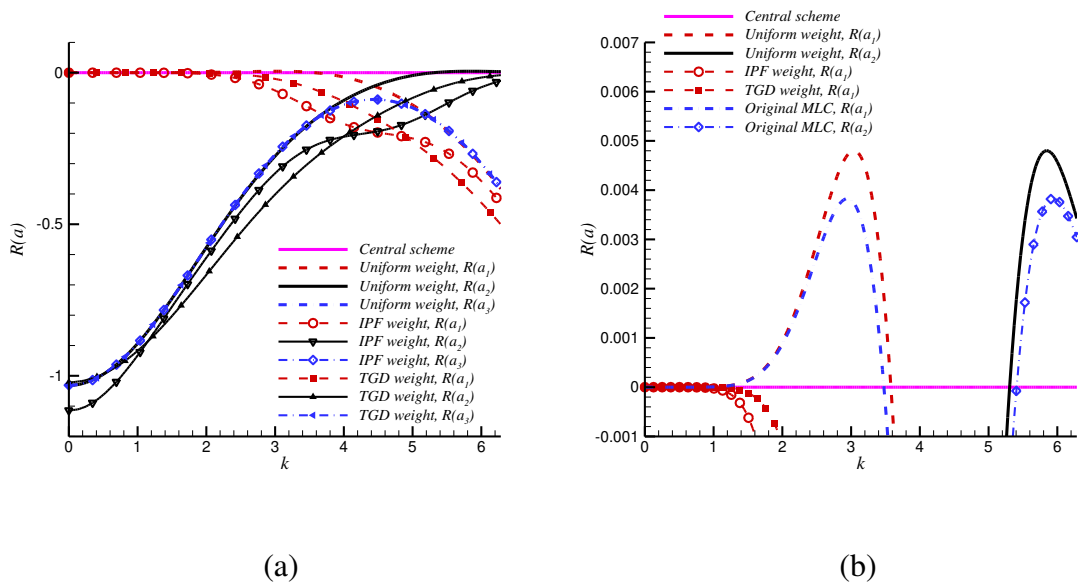 0
-0.5
-1
R(a)
0
1
2
3
4
5
6
k
Central scheme
Uniform weight, R(a1)
Uniform weight, R(a2)
Uniform weight, R(a3)
IPF weight, R(a1)
IPF weight, R(a2)
IPF weight, R(a3)
TGD weight, R(a1)
TGD weight, R(a2)
TGD weight, R(a3)
(a)
Central scheme
Uniform weight, R(a1)
Uniform weight, R(a2)
IPF weight, R(a1)
TGD weight, R(a1)
Original MLC, R(a1)
Original MLC, R(a2)
0.007
0.006
0.005
0.004
0.003
0.002
0.001
0
-0.001
R(a)
0
1
2
3
4
5
6
k
(b)